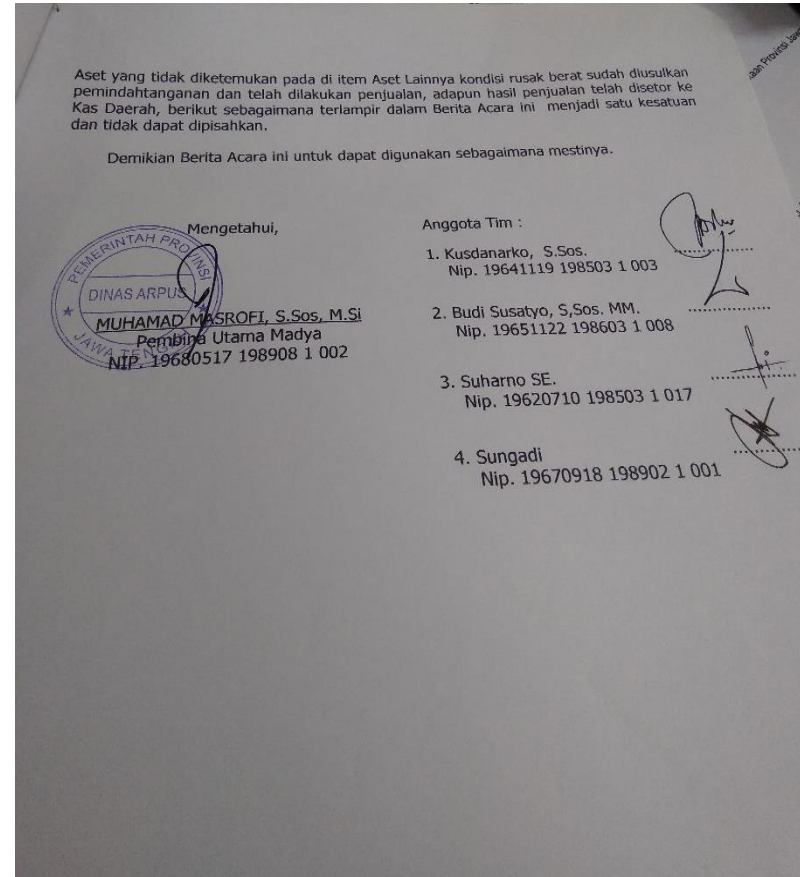 aan Provinsi Jawa
Aset yang tidak diketemukan pada di item Aset Lainnya kondisi rusak berat sudah diusulkan
pemindahtanganan dan telah dilakukan penjualan, adapun hasil penjualan telah disetor ke
Kas Daerah, berikut sebagaimana terlampir dalam Berita Acara ini menjadi satu kesatuan
dan tidak dapat dipisahkan.
Demikian Berita Acara ini untuk dapat digunakan sebagaimana mestinya.
Mengetahui,
PEMERINTAH PROVINSI
DINAS ARPUS
JAWA TENGAH
MUHAMAD MASROFI, S.Sos, M.Si
Pembina Utama Madya
NIP. 19680517 198908 1 002
Anggota Tim :
1. Kusdanarko, S.Sos. ..............
Nip. 19641119 198503 1 003
2. Budi Susatyo, S,Sos. MM. ..............
Nip. 19651122 198603 1 008
3. Suharno SE. ..............
Nip. 19620710 198503 1 017
4. Sungadi ..............
Nip. 19670918 198902 1 001